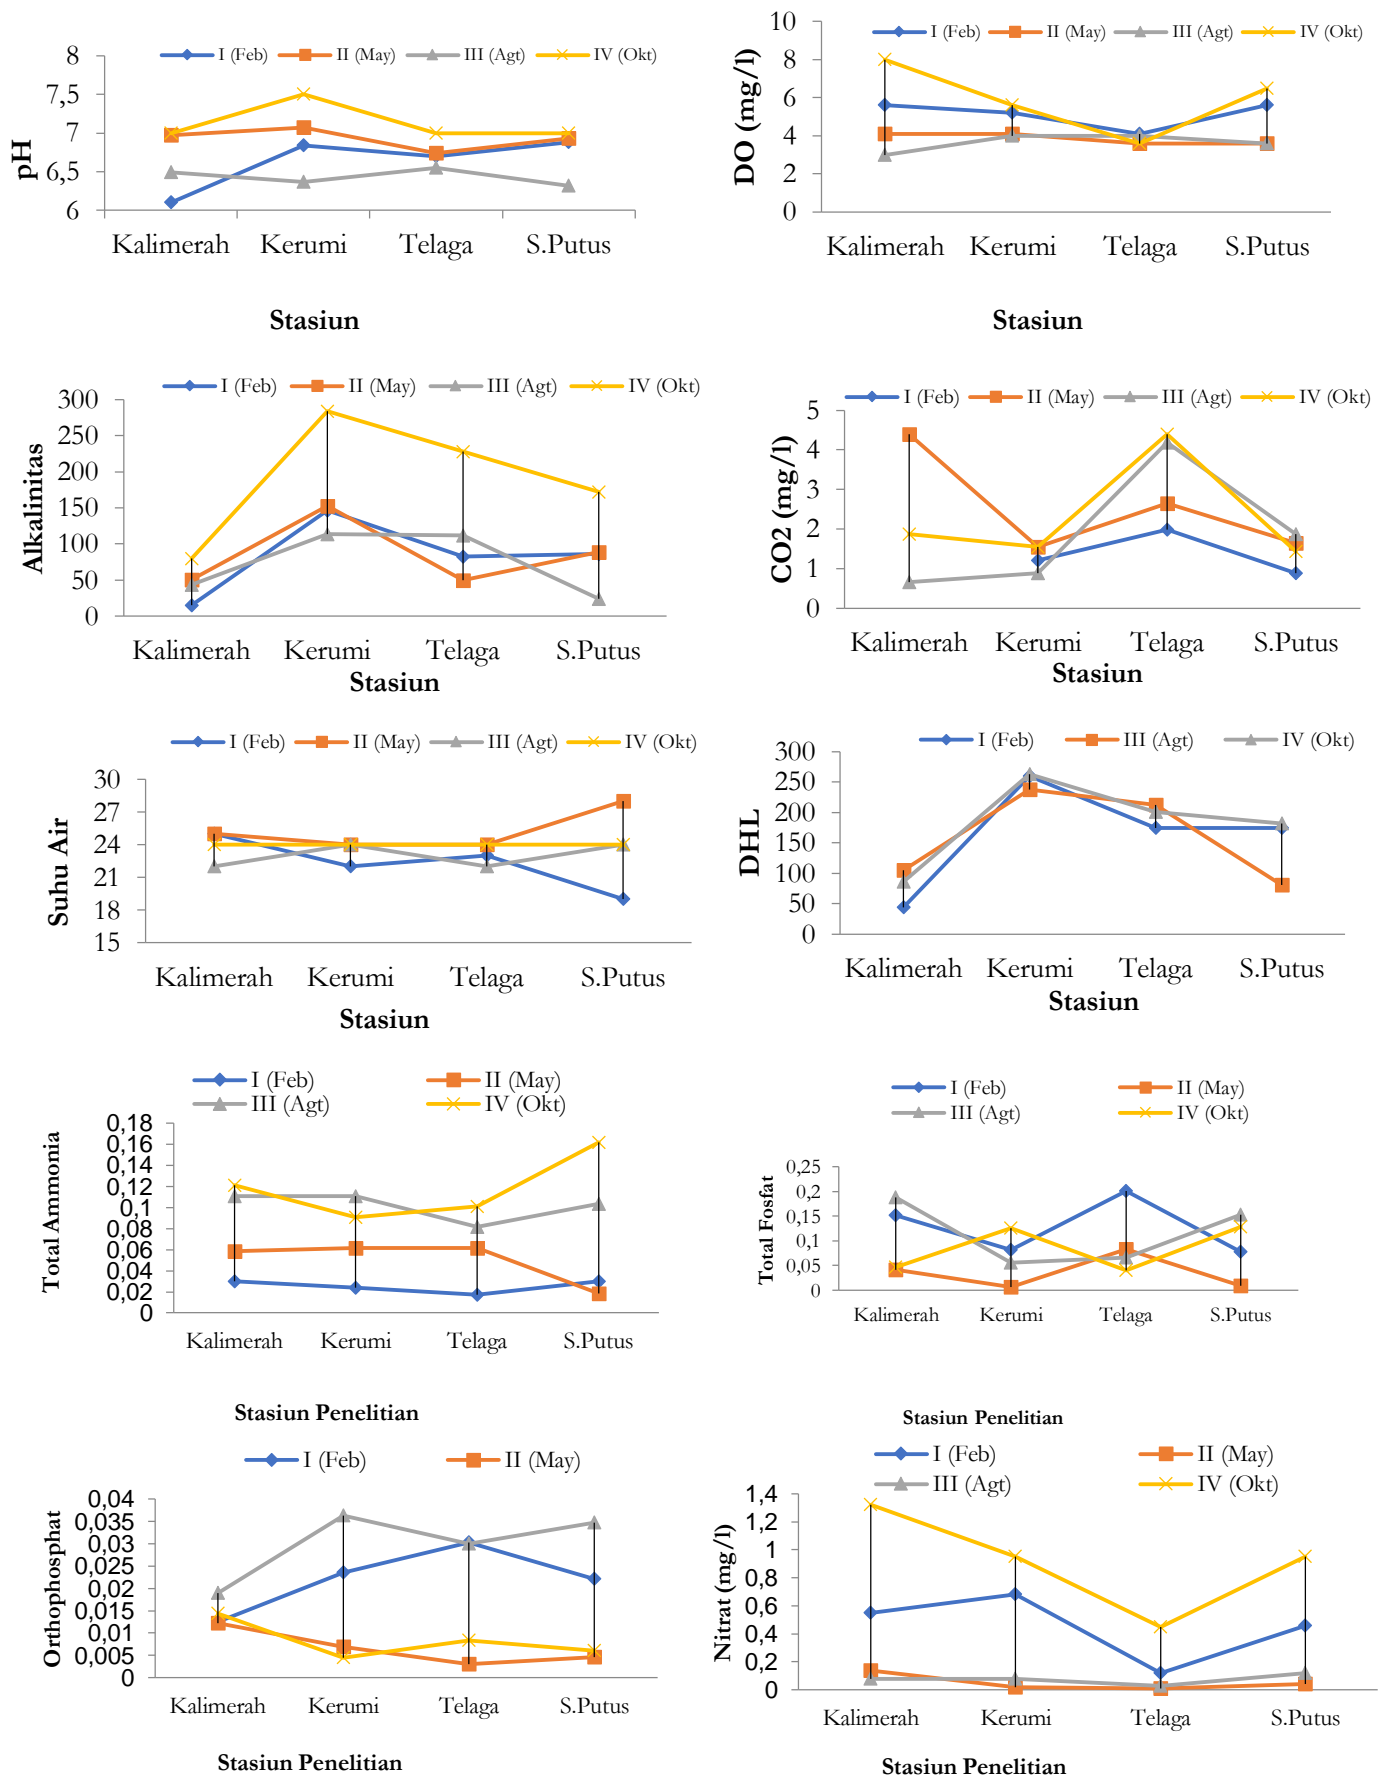 I (Feb) II (May) III (Agt) IV (Okt)
8
7,5
7
6,5
6
pH
Kalimerah Kerumi Telaga S.Putus
Stasiun
I (Feb) II (May) III (Agt) IV (Okt)
10
8
6
4
2
0
DO (mg/l)
Kalimerah Kerumi Telaga S.Putus
Stasiun
I (Feb) II (May) III (Agt) IV (Okt)
300
250
200
150
100
50
0
Alkalinitas
Kalimerah Kerumi Telaga S.Putus
Stasiun
I (Feb) II (May) III (Agt) IV (Okt)
5
4
3
2
1
0
CO2 (mg/l)
Kalimerah Kerumi Telaga S.Putus
Stasiun
I (Feb) II (May) III (Agt) IV (Okt)
30
27
24
21
18
15
Suhu Air
Kalimerah Kerumi Telaga S.Putus
Stasiun
I (Feb) III (Agt) IV (Okt)
300
250
200
150
100
50
0
DHL
Kalimerah Kerumi Telaga S.Putus
Stasiun
I (Feb) II (May)
III (Agt) IV (Okt)
0,18
0,16
0,14
0,12
0,1
0,08
0,06
0,04
0,02
0
Total Ammonia
Kalimerah Kerumi Telaga S.Putus
Stasiun Penelitian
I (Feb) II (May)
III (Agt) IV (Okt)
0,25
0,2
0,15
0,1
0,05
0
Total Fosfat
Kalimerah Kerumi Telaga S.Putus
Stasiun Penelitian
I (Feb) II (May)
0,04
0,035
0,03
0,025
0,02
0,015
0,01
0,005
0
Orthophosphat
Kalimerah Kerumi Telaga S.Putus
Stasiun Penelitian
I (Feb) II (May)
III (Agt) IV (Okt)
1,4
1,2
1
0,8
0,6
0,4
0,2
0
Nitrat (mg/l)
Kalimerah Kerumi Telaga S.Putus
Stasiun Penelitian